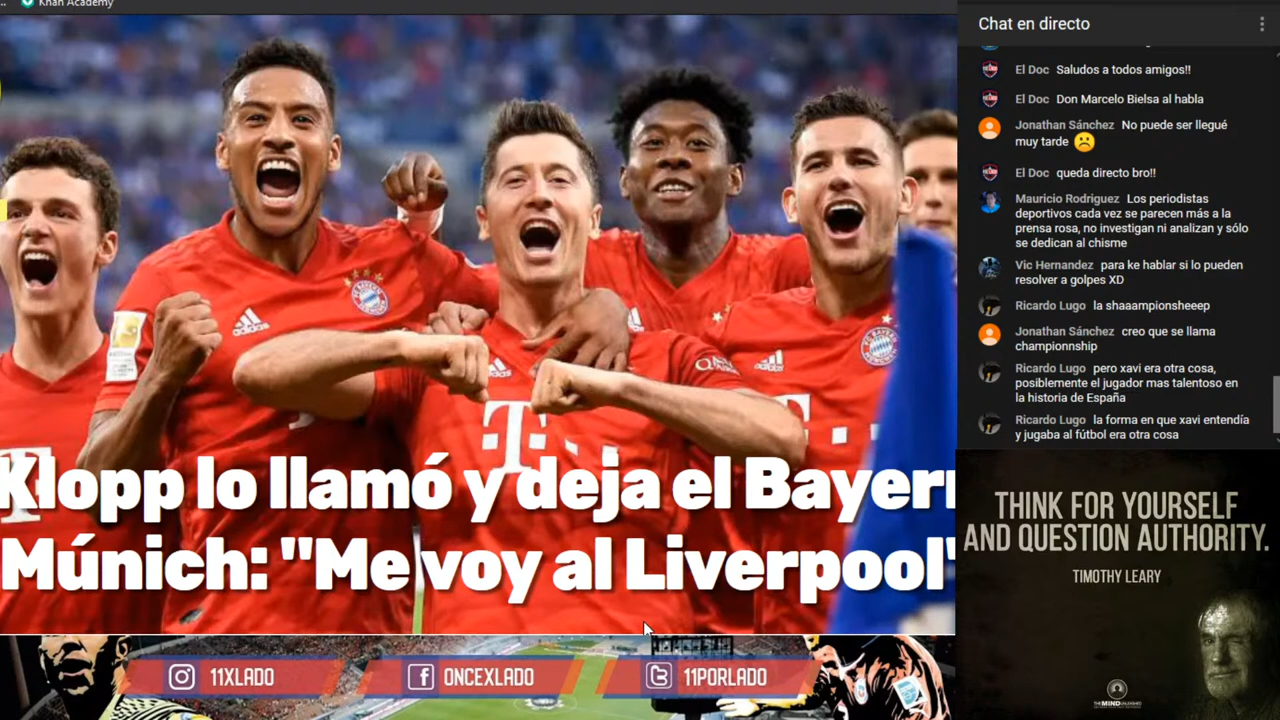 Khan Academy
Chat en directo
El Doc Saludos a todos amigos!!
El Doc Don Marcelo Bielsa al habla
Jonathan Sánchez No puede ser llegué
muy tarde
El Doc queda directo bro!!
Mauricio Rodriguez Los periodistas
deportivos cada vez se parecen más a la
prensa rosa, no investigan ni analizan y sólo
se dedican al chisme
Vic Hernandez para ke hablar si lo pueden
resolver a golpes XD
Ricardo Lugo la shaaampionsheeep
Jonathan Sánchez creo que se llama
championnship
Ricardo Lugo pero xavi era otra cosa,
posiblemente el jugador mas talentoso en
la historia de España
Ricardo Lugo la forma en que xavi entendía
y jugaba al fútbol era otra cosa
QATAR
FC BAYERN
MÜNCHEN
T
Klopp lo llamó y deja el Bayern
Múnich: "Me voy al Liverpool"
THINK FOR YOURSELF
AND QUESTION AUTHORITY.
TIMOTHY LEARY
THEMINDUNLEASHED
11XLADO
ONCEXLADO
11PORLADO